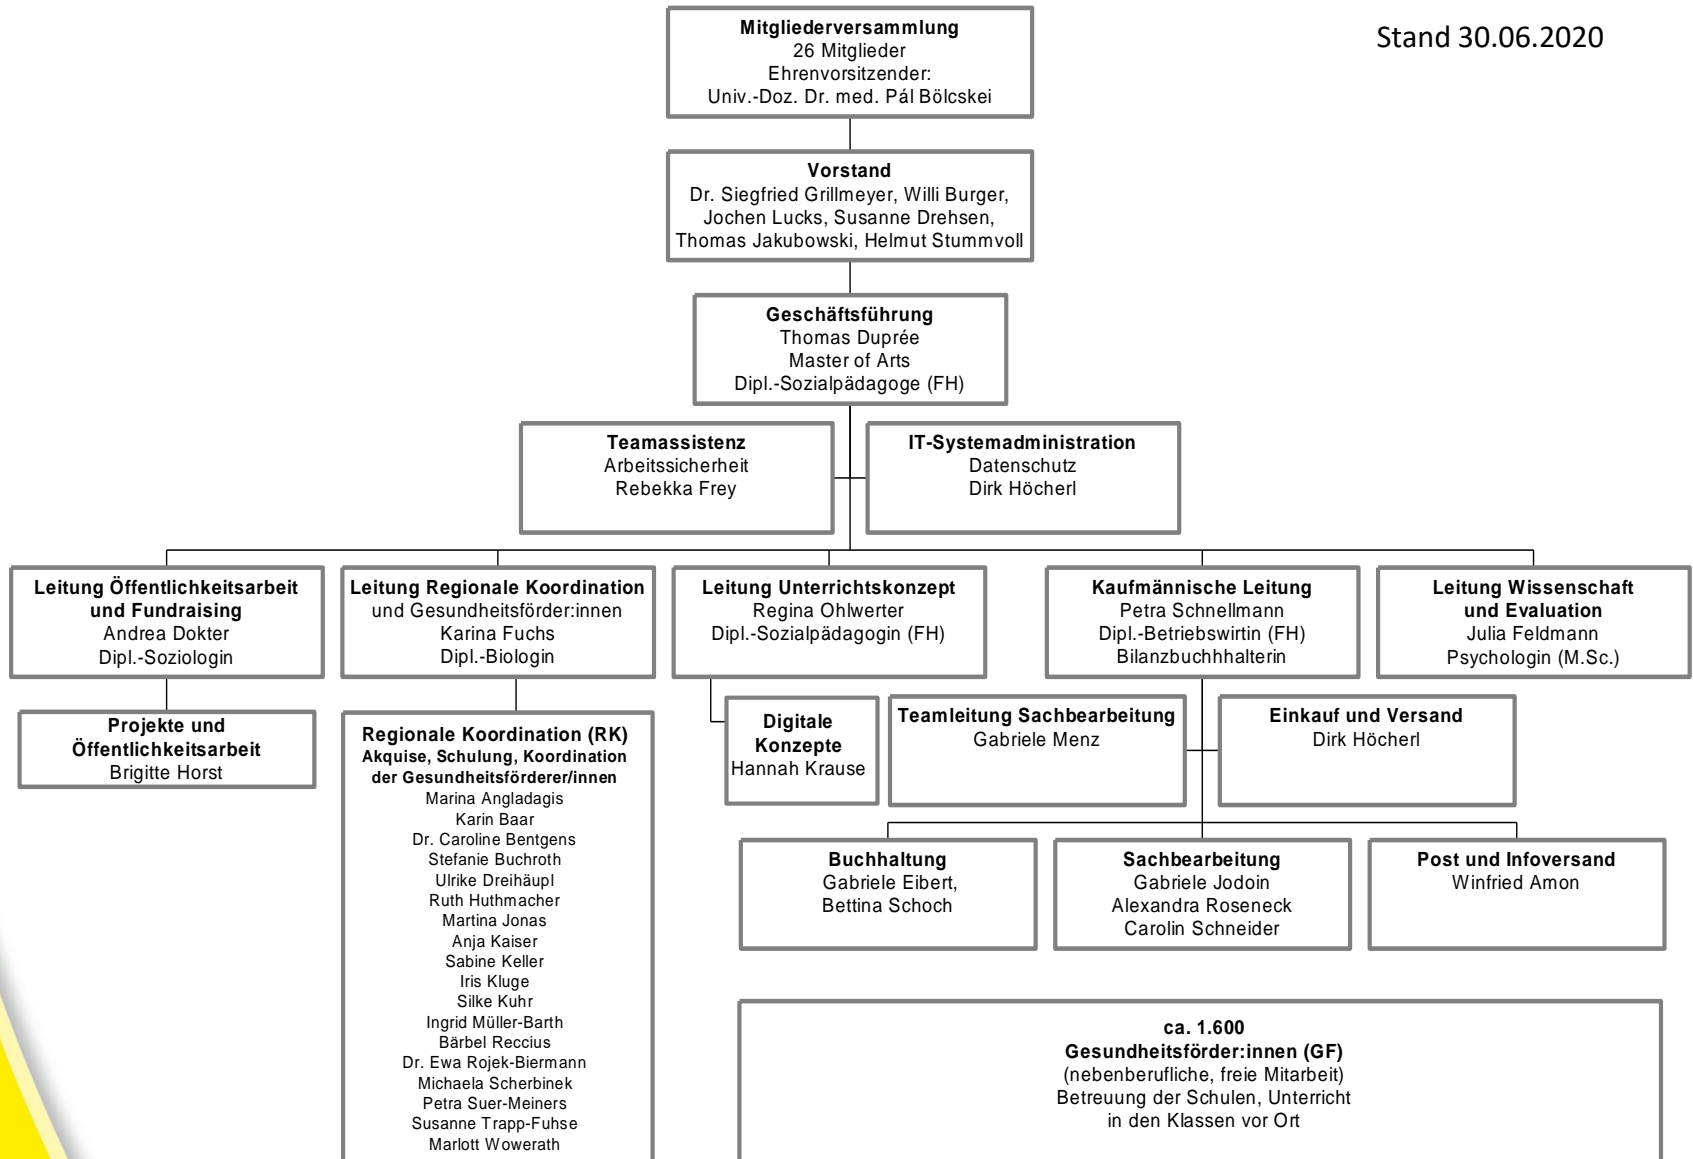 Stand 30.06.2020
Mitgliederversammlung
26 Mitglieder
Ehrenvorsitzender:
Univ.-Doz. Dr. med. Pál Bölcskei
Vorstand
Dr. Siegfried Grillmeyer, Willi Burger,
Jochen Lucks, Susanne Drehsen,
Thomas Jakubowski, Helmut Stummvoll
Geschäftsführung
Thomas Duprée
Master of Arts
Dipl.-Sozialpädagoge (FH)
Teamassistenz
Arbeitssicherheit
Rebekka Frey
IT-Systemadministration
Datenschutz
Dirk Höcherl
Leitung Öffentlichkeitsarbeit
und Fundraising
Andrea Dokter
Dipl.-Soziologin
Leitung Regionale Koordination
und Gesundheitsförder:innen
Karina Fuchs
Dipl.-Biologin
Leitung Unterrichtskonzept
Regina Ohlwerter
Dipl.-Sozialpädagogin (FH)
Kaufmännische Leitung
Petra Schnellmann
Dipl.-Betriebswirtin (FH)
Bilanzbuchhhalterin
Leitung Wissenschaft
und Evaluation
Julia Feldmann
Psychologin (M.Sc.)
Projekte und
Öffentlichkeitsarbeit
Brigitte Horst
Regionale Koordination (RK)
Akquise, Schulung, Koordination
der Gesundheitsförderer/innen
Marina Angladagis
Karin Baar
Dr. Caroline Bentgens
Stefanie Buchroth
Ulrike Dreihäupl
Ruth Huthmacher
Martina Jonas
Anja Kaiser
Sabine Keller
Iris Kluge
Silke Kuhr
Ingrid Müller-Barth
Bärbel Reccius
Dr. Ewa Rojek-Biermann
Michaela Scherbinek
Petra Suer-Meiners
Susanne Trapp-Fuhse
Marlott Wowerath
Digitale
Konzepte
Hannah Krause
Teamleitung Sachbearbeitung
Gabriele Menz
Einkauf und Versand
Dirk Höcherl
Buchhaltung
Gabriele Eibert,
Bettina Schoch
Sachbearbeitung
Gabriele Jodoin
Alexandra Roseneck
Carolin Schneider
Post und Infoversand
Winfried Amon
ca. 1.600
Gesundheitsförder:innen (GF)
(nebenberufliche, freie Mitarbeit)
Betreuung der Schulen, Unterricht
in den Klassen vor Ort